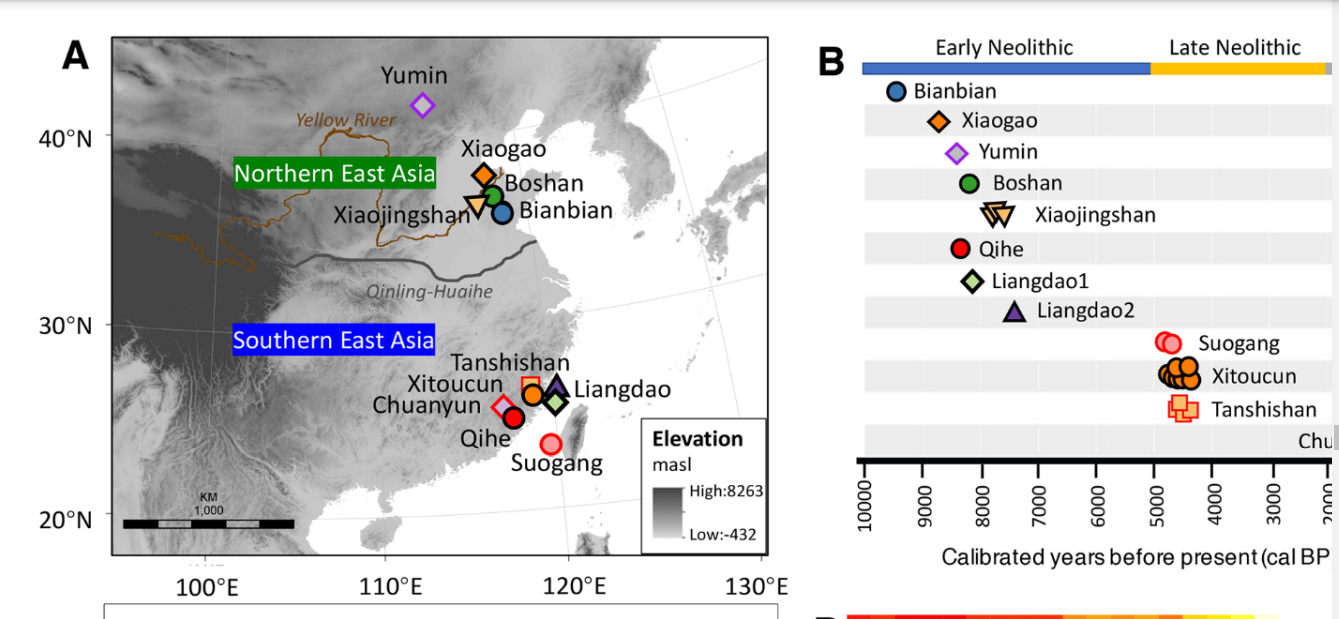 A
Yumin
Yellow River
40°N
Xiaogao
Northern East Asia
Boshan
Xiaojingshan
Bianbian
Qinling-Huaihe
30°N
Southern East Asia
Tanshishan
Xitoucun
Liangdao
Chuanyun
Qihe
Suogang
Elevation
masl
High:8263
Low:-432
KM
1,000
20°N
100°E
110°E
120°E
130°E
B
Early Neolithic
Late Neolithic
Bianbian
Xiaogao
Yumin
Boshan
Xiaojingshan
Qihe
Liangdao1
Liangdao2
Suogang
Xitoucun
Tanshishan
Chu
10000
9000
8000
7000
6000
5000
4000
3000
Calibrated years before present (cal BP